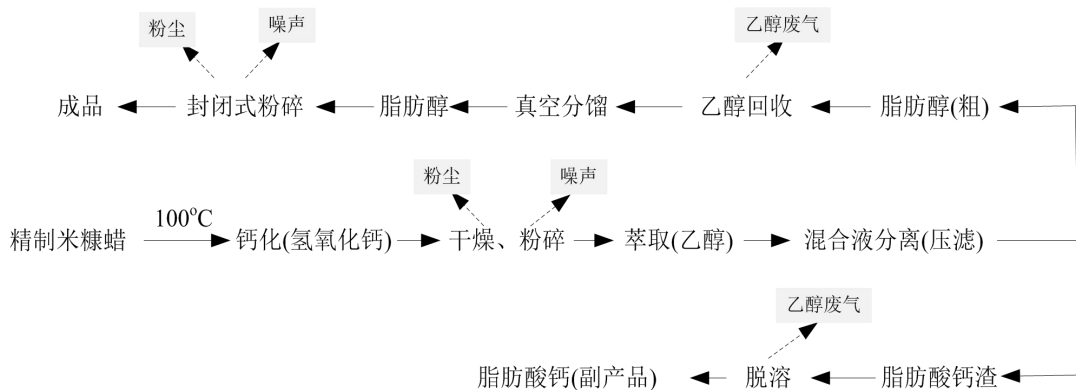 粉尘 噪声 乙醇废气
成品 封闭式粉碎 脂肪醇 真空分馏 乙醇回收 脂肪醇(粗)
粉尘 噪声
精制米糠蜡 100°C 钙化(氢氧化钙) 干燥、粉碎 萃取(乙醇) 混合液分离(压滤)
乙醇废气
脂肪酸钙(副产品) 脱溶 脂肪酸钙渣